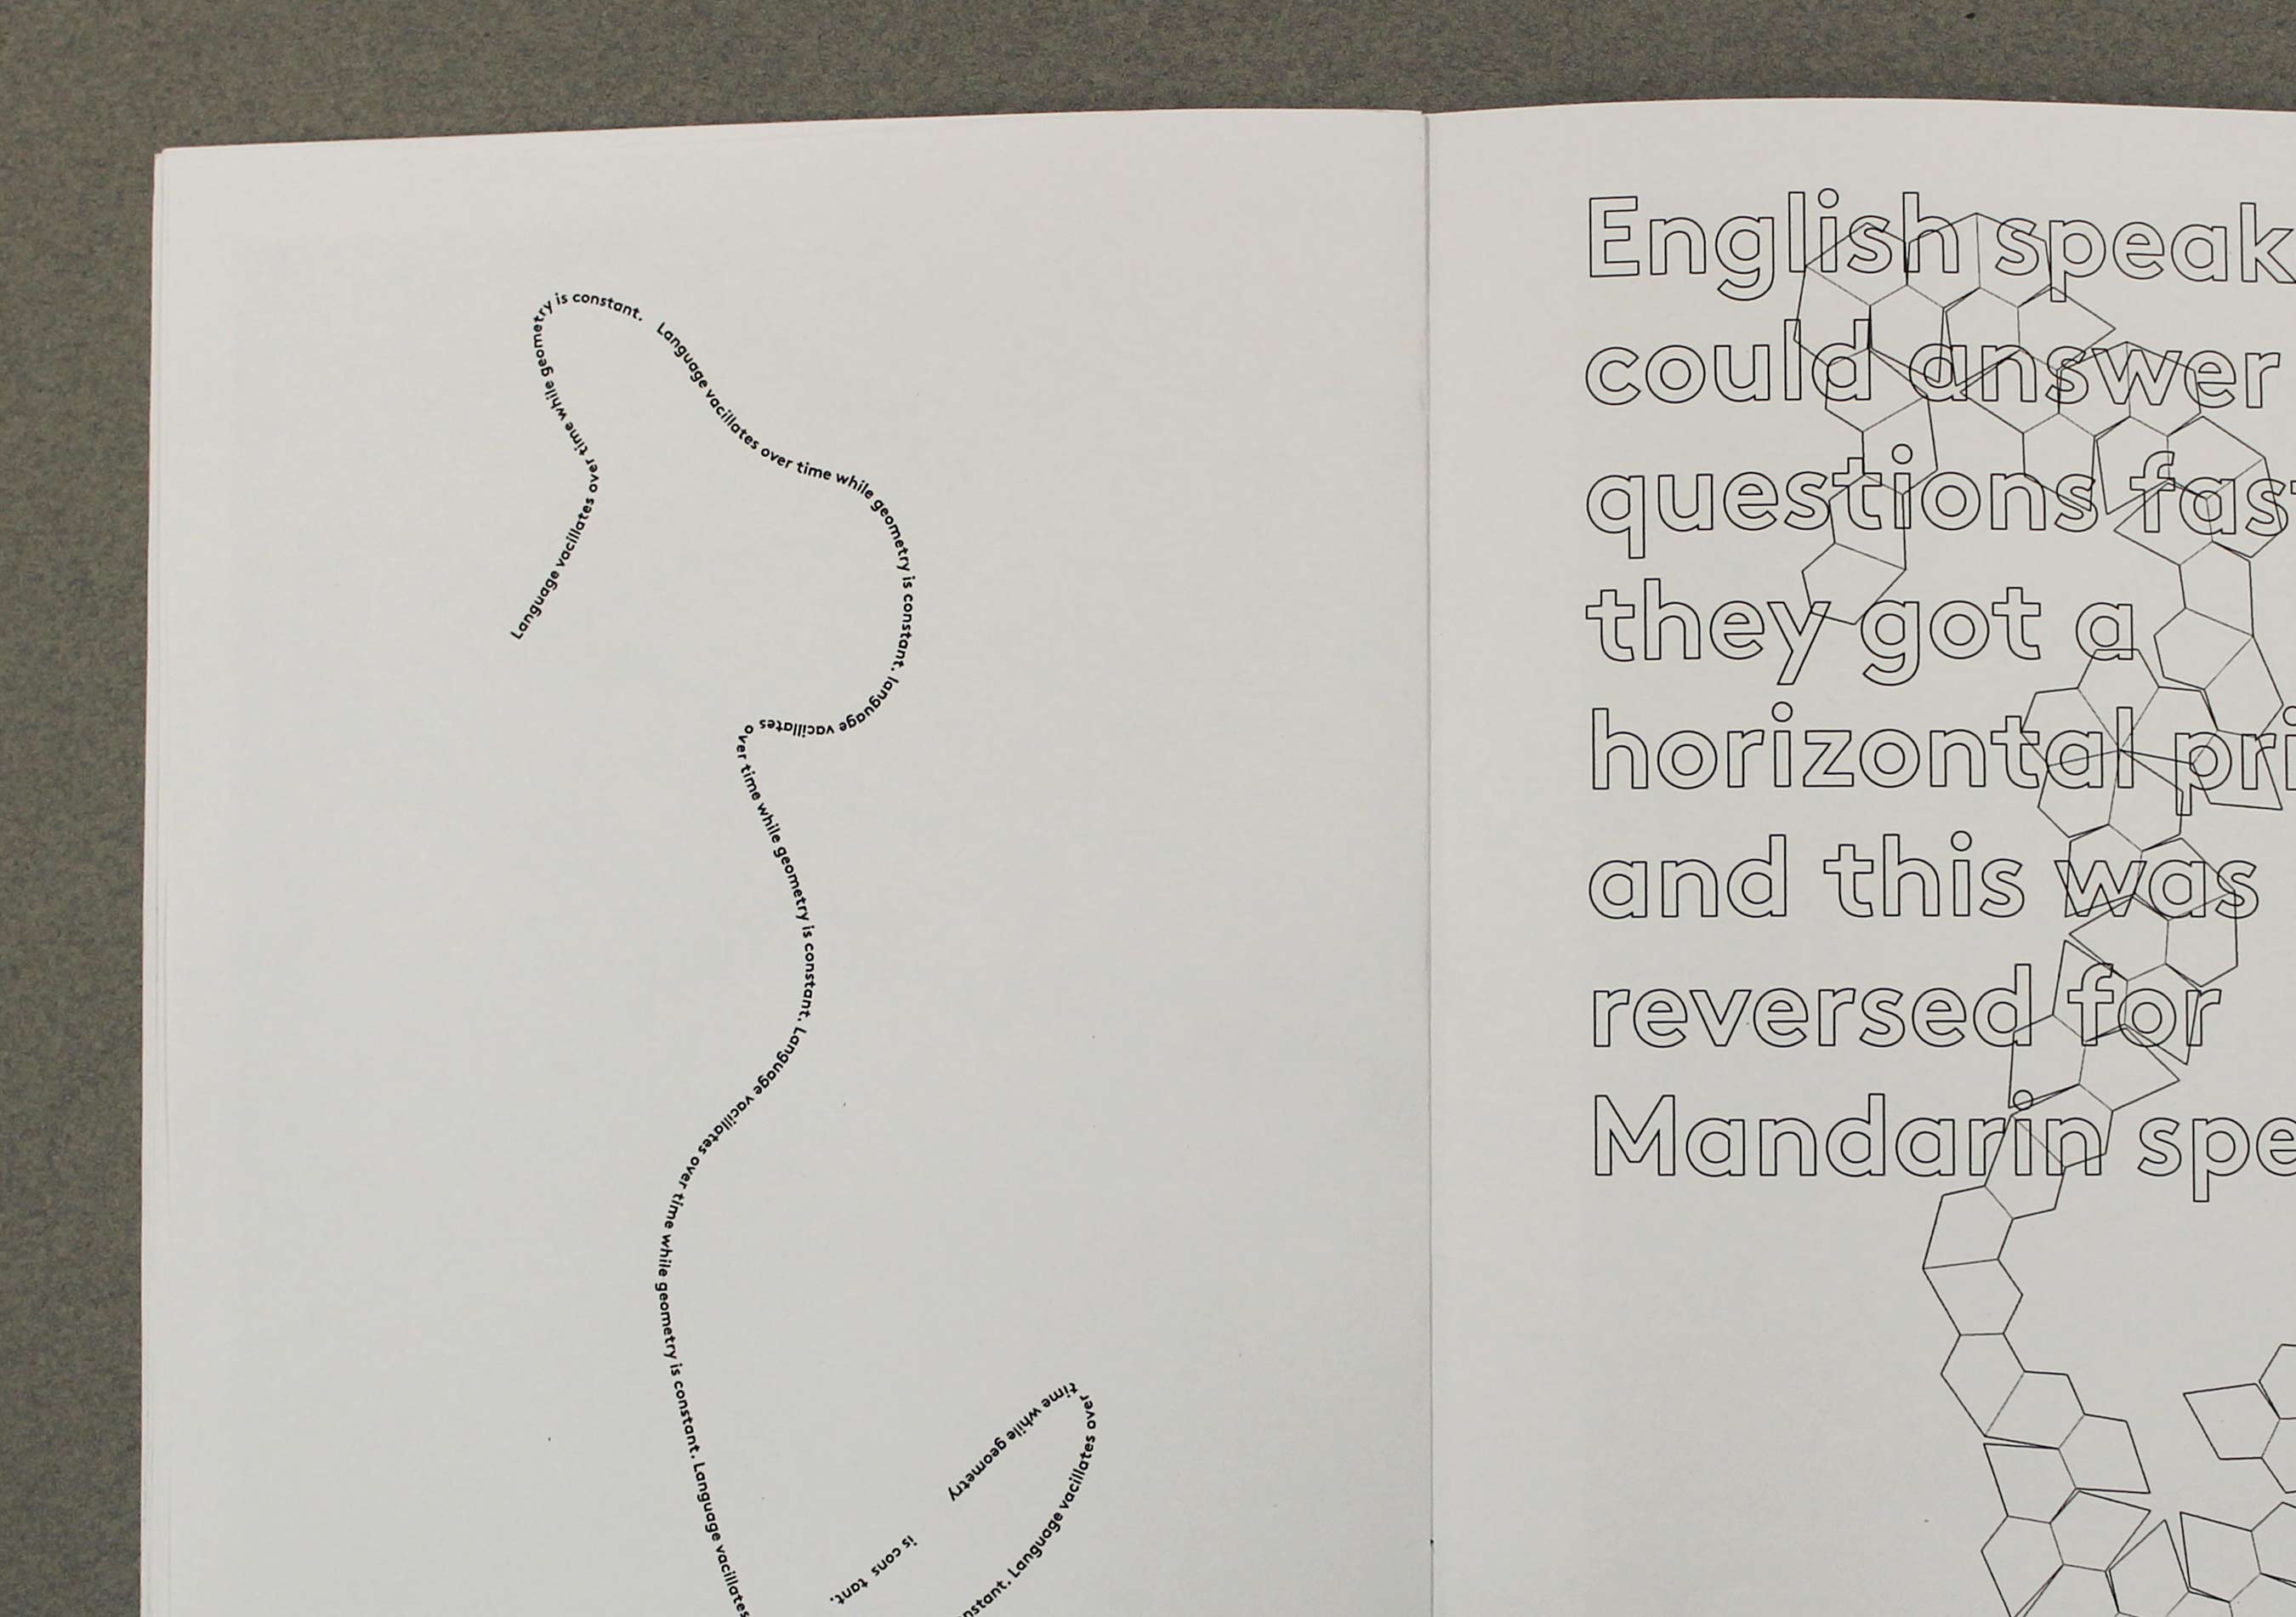 Language vacillates over time while geometry is constant.
Language vacillates over time while geometry is constant. language vacillates over time while geometry is constant. Language vacillates over time while geometry is constant. Language vacillates
nstant. Language vacillates over time while geometry is cons tant.
English speak
could answer
questions fast
they got a
horizontal pri
and this was
reversed for
Mandarin spe